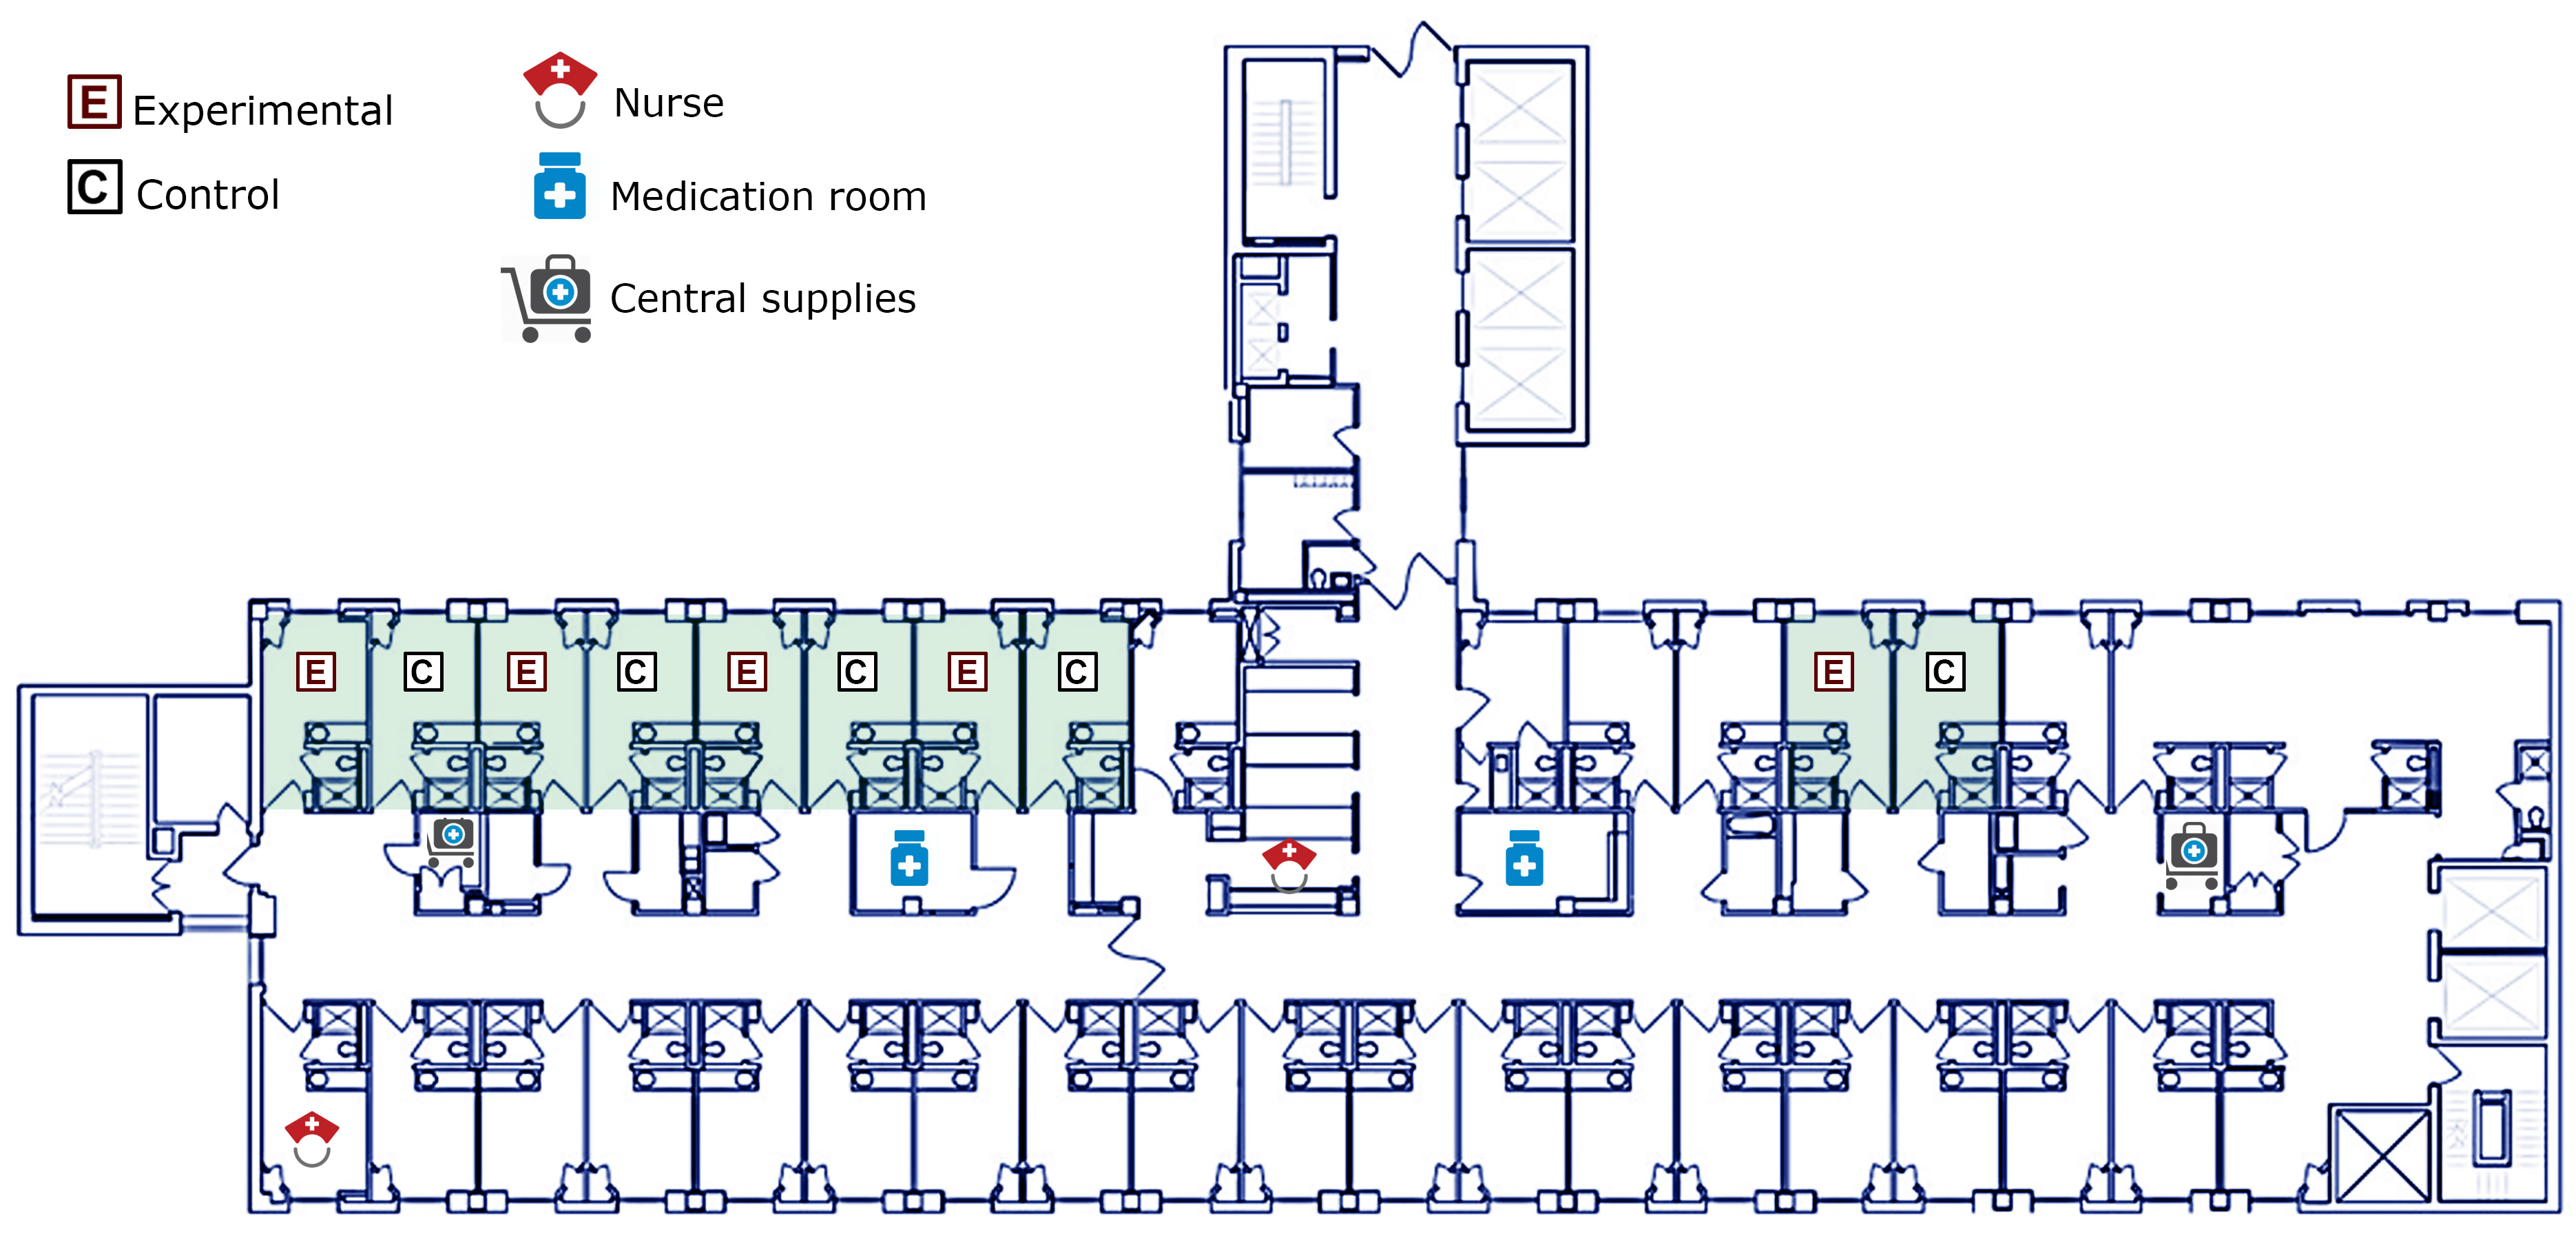 E Experimental
C Control
Nurse
Medication room
Central supplies
E C E C E C E C E C